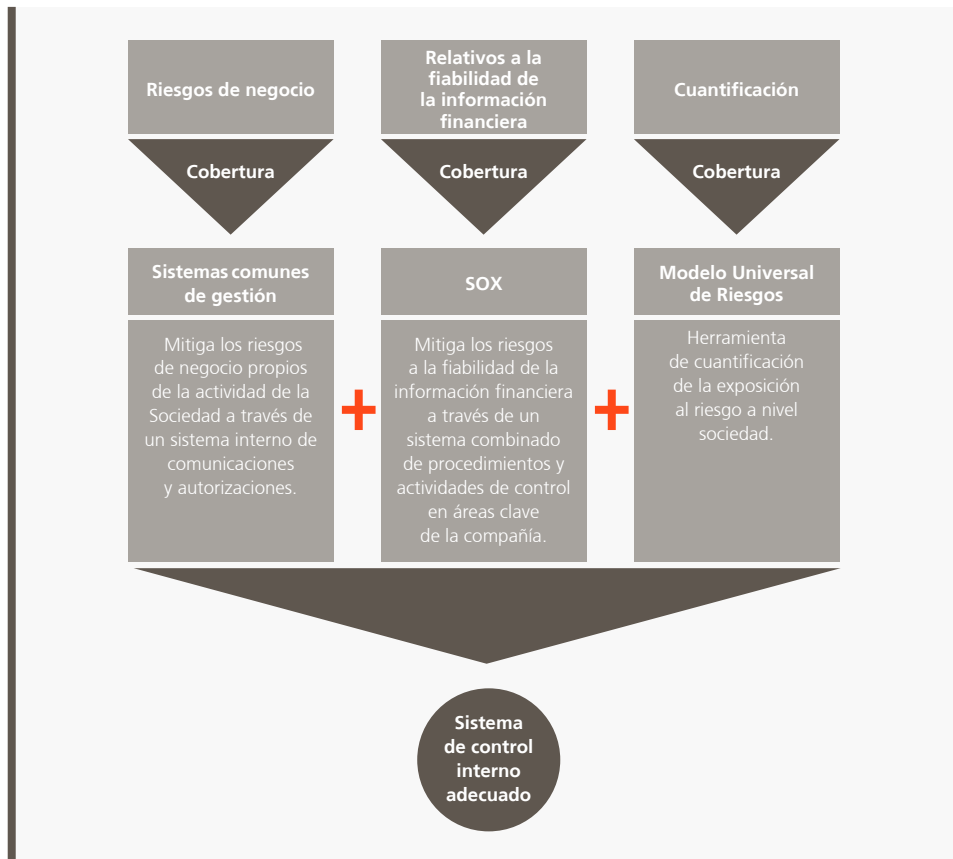 Riesgos de negocio
Relativos a la
fiabilidad de
la información
financiera
Cuantificación
Cobertura
Cobertura
Cobertura
Sistemas comunes
de gestión
SOX
Modelo Universal
de Riesgos
Mitiga los riesgos
de negocio propios
de la actividad de la
Sociedad a través de
un sistema interno de
comunicaciones
y autorizaciones.
+
Mitiga los riesgos
a la fiabilidad de la
información financiera
a través de un
sistema combinado
de procedimientos y
actividades de control
en áreas clave
de la compañía.
+
Herramienta
de cuantificación
de la exposición
al riesgo a nivel
sociedad.
Sistema
de control
interno
adecuado